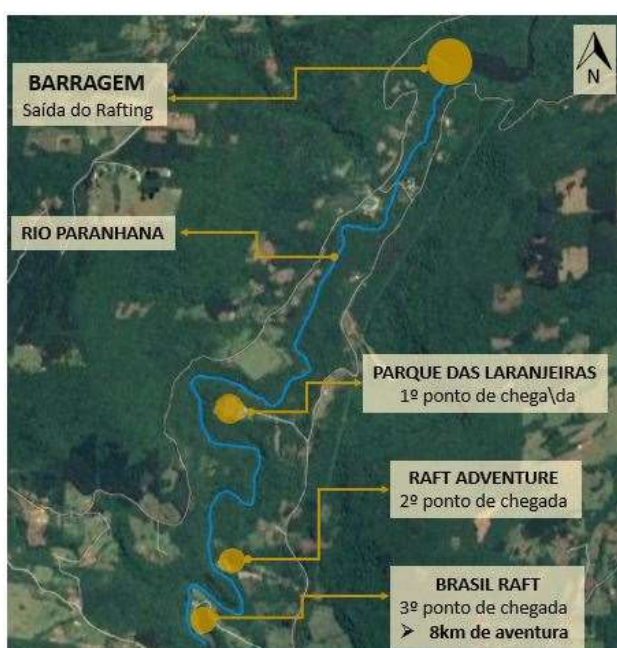 N
BARRAGEM
Saída do Rafting
RIO PARANHANA
PARQUE DAS LARANJEIRAS
1º ponto de chega\da
RAFT ADVENTURE
2º ponto de chegada
BRASIL RAFT
3º ponto de chegada
➢ 8km de aventura